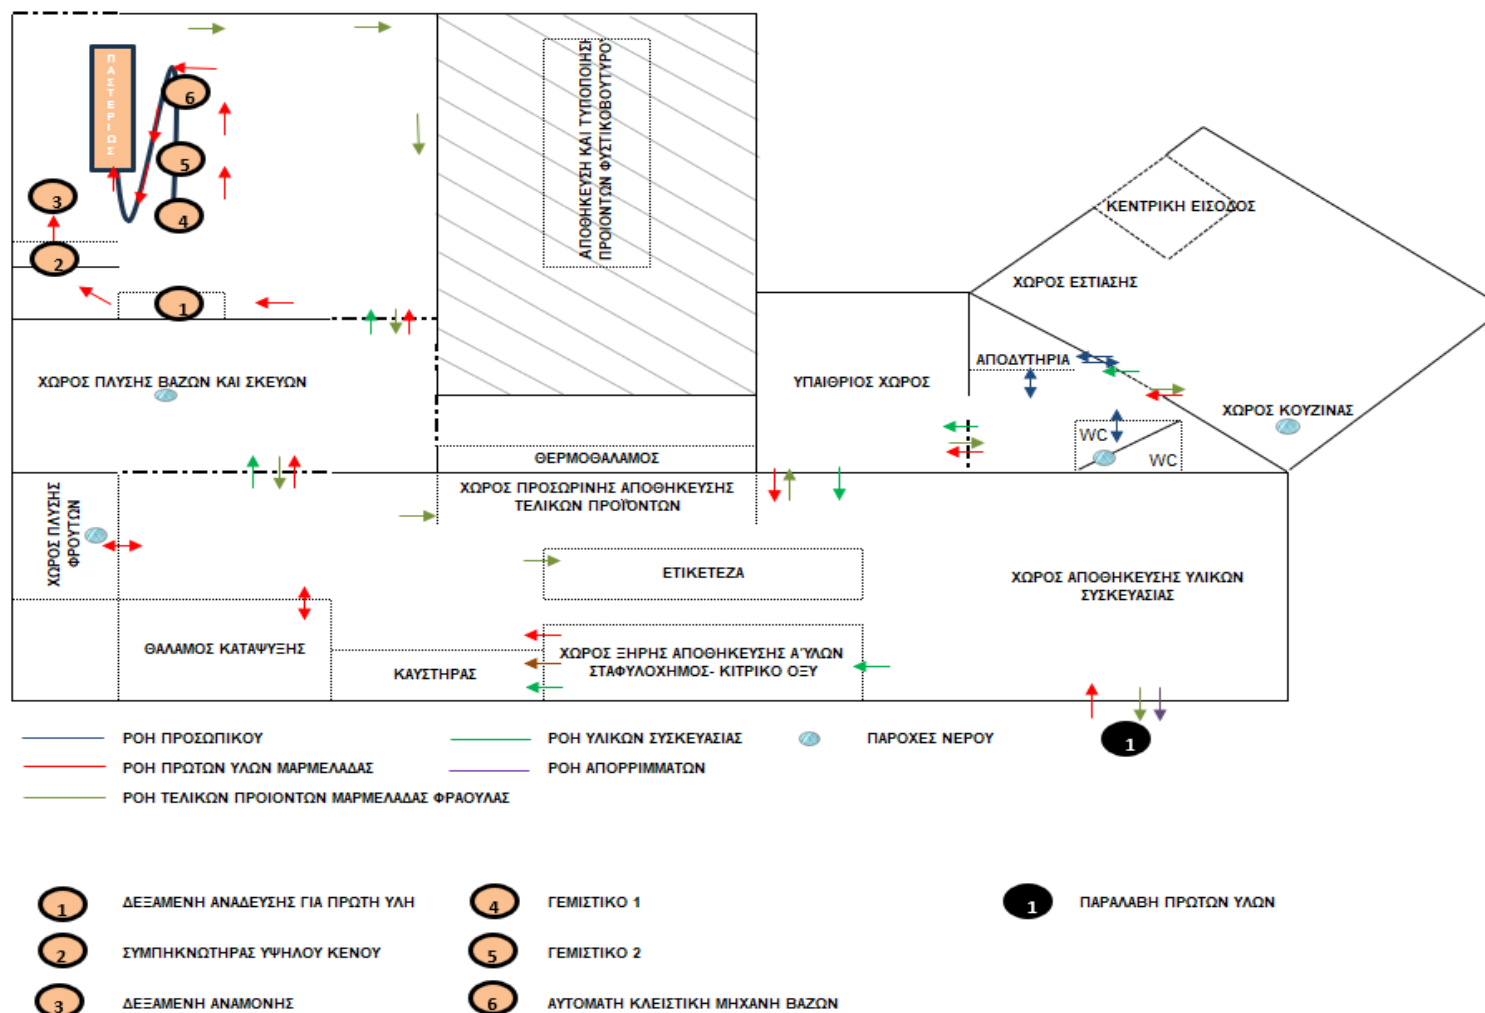 ΠΑΣΤΕΡΙΩΣ
6
5
4
3
2
1
ΑΠΟΘΗΚΕΥΣΗ ΚΑΙ ΤΥΠΟΠΟΙΗΣΗ
ΠΡΟΙΟΝΤΩΝ ΦΥΣΤΙΚΟΒΟΥΤΥΡΟΥ
ΚΕΝΤΡΙΚΗ ΕΙΣΟΔΟΣ
ΧΩΡΟΣ ΕΣΤΙΑΣΗΣ
ΑΠΟΔΥΤΗΡΙΑ
ΥΠΑΙΘΡΙΟΣ ΧΩΡΟΣ
ΧΩΡΟΣ ΠΛΥΣΗΣ ΒΑΖΩΝ ΚΑΙ ΣΚΕΥΩΝ
ΧΩΡΟΣ ΚΟΥΖΙΝΑΣ
WC
WC
ΘΕΡΜΟΘΑΛΑΜΟΣ
ΧΩΡΟΣ ΠΡΟΣΩΡΙΝΗΣ ΑΠΟΘΗΚΕΥΣΗΣ
ΤΕΛΙΚΩΝ ΠΡΟΪΟΝΤΩΝ
ΧΩΡΟΣ ΠΛΥΣΗΣ
ΦΡΟΥΤΩΝ
ΕΤΙΚΕΤΕΖΑ
ΧΩΡΟΣ ΑΠΟΘΗΚΕΥΣΗΣ ΥΛΙΚΩΝ
ΣΥΣΚΕΥΑΣΙΑΣ
ΘΑΛΑΜΟΣ ΚΑΤΑΨΥΞΗΣ
ΚΑΥΣΤΗΡΑΣ
ΧΩΡΟΣ ΞΗΡΗΣ ΑΠΟΘΗΚΕΥΣΗΣ Α΄ΥΛΩΝ
ΣΤΑΦΥΛΟΧΗΜΟΣ- ΚΙΤΡΙΚΟ ΟΞΥ
1
ΡΟΗ ΠΡΟΣΩΠΙΚΟΥ
ΡΟΗ ΥΛΙΚΩΝ ΣΥΣΚΕΥΑΣΙΑΣ
ΠΑΡΟΧΕΣ ΝΕΡΟΥ
ΡΟΗ ΠΡΩΤΩΝ ΥΛΩΝ ΜΑΡΜΕΛΑΔΑΣ
ΡΟΗ ΑΠΟΡΡΙΜΜΑΤΩΝ
ΡΟΗ ΤΕΛΙΚΩΝ ΠΡΟΙΟΝΤΩΝ ΜΑΡΜΕΛΑΔΑΣ ΦΡΑΟΥΛΑΣ
1 ΔΕΞΑΜΕΝΗ ΑΝΑΔΕΥΣΗΣ ΓΙΑ ΠΡΩΤΗ ΥΛΗ
4 ΓΕΜΙΣΤΙΚΟ 1
1 ΠΑΡΑΛΑΒΗ ΠΡΩΤΩΝ ΥΛΩΝ
2 ΣΥΜΠΗΚΝΩΤΗΡΑΣ ΥΨΗΛΟΥ ΚΕΝΟΥ
5 ΓΕΜΙΣΤΙΚΟ 2
3 ΔΕΞΑΜΕΝΗ ΑΝΑΜΟΝΗΣ
6 ΑΥΤΟΜΑΤΗ ΚΛΕΙΣΤΙΚΗ ΜΗΧΑΝΗ ΒΑΖΩΝ